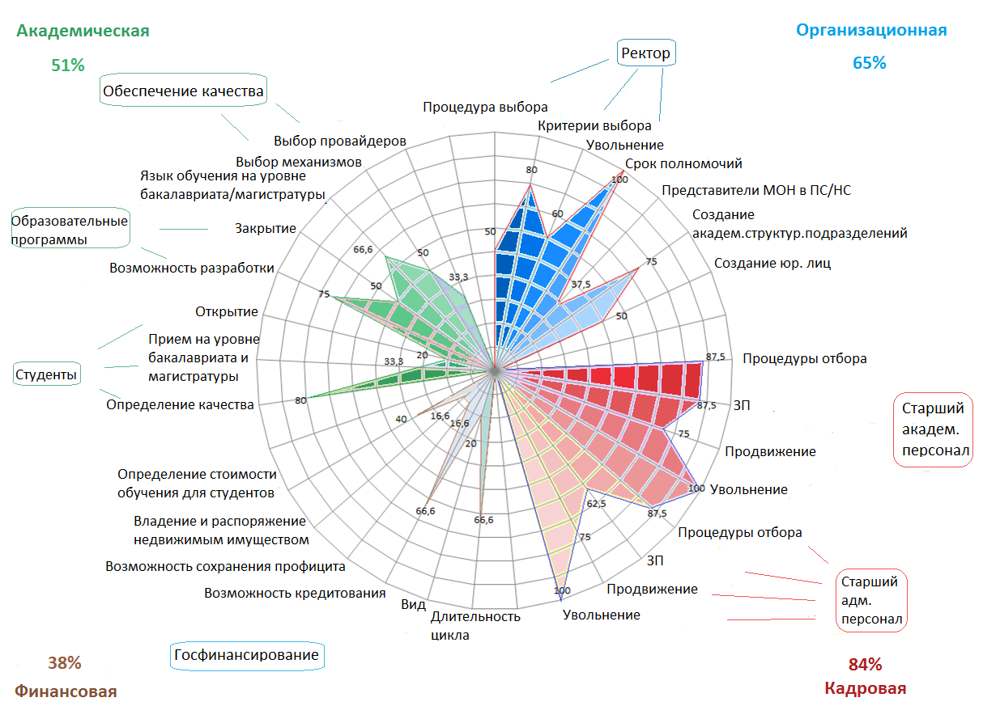 Академическая
51%
Организационная
65%
Ректор
Обеспечение качества
Процедура выбора
Критерии выбора
Увольнение
Срок полномочий
Представители МОН в ПС/НС
Создание
академ.структур.подразделений
Создание юр. лиц
Выбор провайдеров
Выбор механизмов
Язык обучения на уровне
бакалавриата/магистратуры
Образовательные
программы
Закрытие
Возможность разработки
Открытие
Прием на уровне
бакалавриата и
магистратуры
Студенты
Определение качества
80
100
60
50
37,5
75
50
66,6
50
33,3
50
75
20
33,3
80
87,5
87,5
75
100
87,5
62,5
75
100
40
16,6
16,6
20
66,6
66,6
Процедуры отбора
ЗП
Продвижение
Увольнение
Старший
академ.
персонал
Процедуры отбора
ЗП
Продвижение
Увольнение
Старший
адм.
персонал
Определение стоимости
обучения для студентов
Владение и распоряжение
недвижимым имуществом
Возможность сохранения профицита
Возможность кредитования
Вид
Длительность
цикла
Госфинансирование
38%
Финансовая
84%
Кадровая